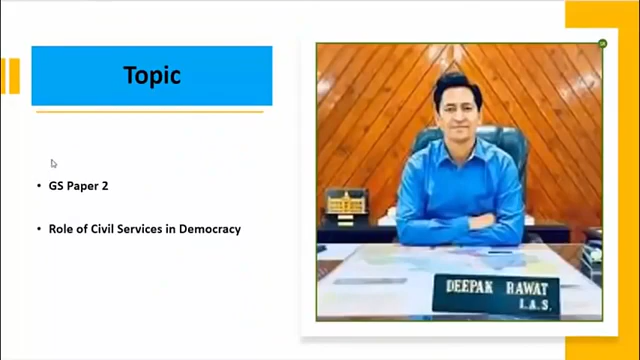 Topic
• GS Paper 2
• Role of Civil Services in Democracy
DEEPAK RAWAT
I.A.S.